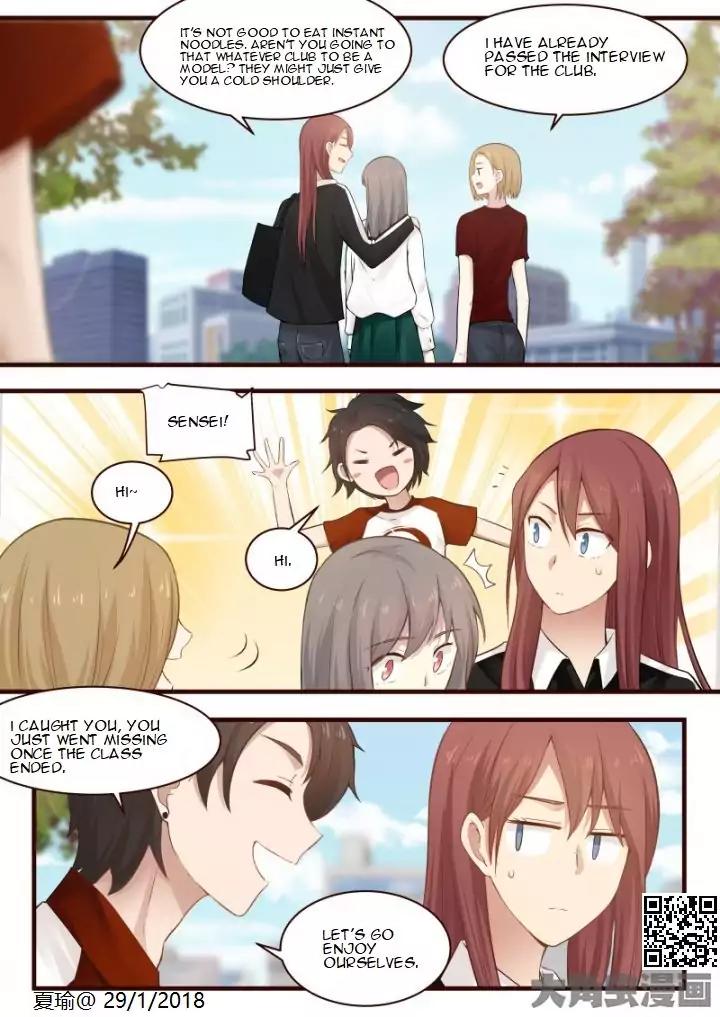 IT'S NOT GOOD TO EAT INSTANT
NOODLES. AREN'T YOU GOING TO
THAT WHATEVER CLUB TO BE A
MODEL? THEY MIGHT JUST GIVE
YOU A COLD SHOULDER.
I HAVE ALREADY
PASSED THE INTERVIEW
FOR THE CLUB.
SENSEI!
HI~
HI.
I CAUGHT YOU, YOU
JUST WENT MISSING
ONCE THE CLASS
ENDED.
LET'S GO
ENJOY
OURSELVES.
大角虫漫画
夏瑜@ 29/1/2018